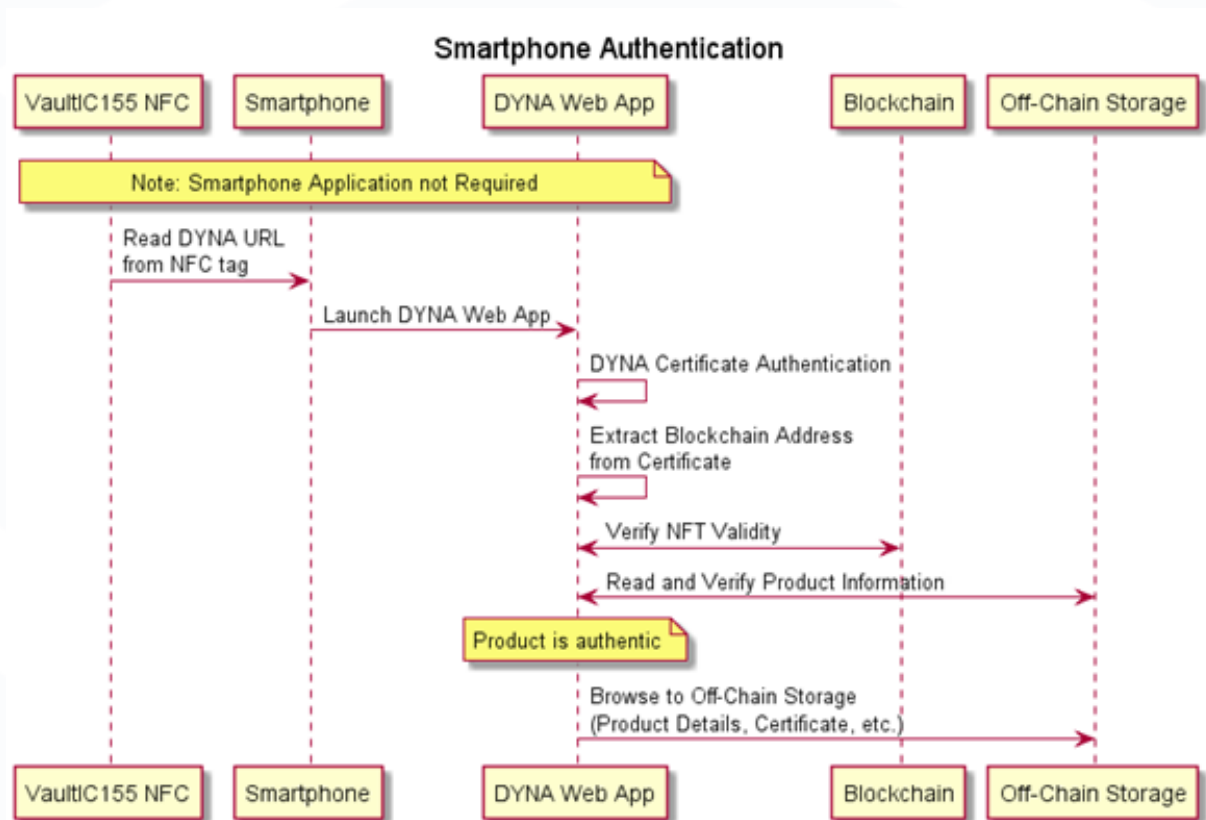 Smartphone Authentication
VaultIC155 NFC
Smartphone
DYNA Web App
Blockchain
Off-Chain Storage
Note: Smartphone Application not Required
Read DYNA URL
from NFC tag
Launch DYNA Web App
DYNA Certificate Authentication
Extract Blockchain Address
from Certificate
Verify NFT Validity
Read and Verify Product Information
Product is authentic
Browse to Off-Chain Storage
(Product Details, Certificate, etc.)
VaultIC155 NFC
Smartphone
DYNA Web App
Blockchain
Off-Chain Storage